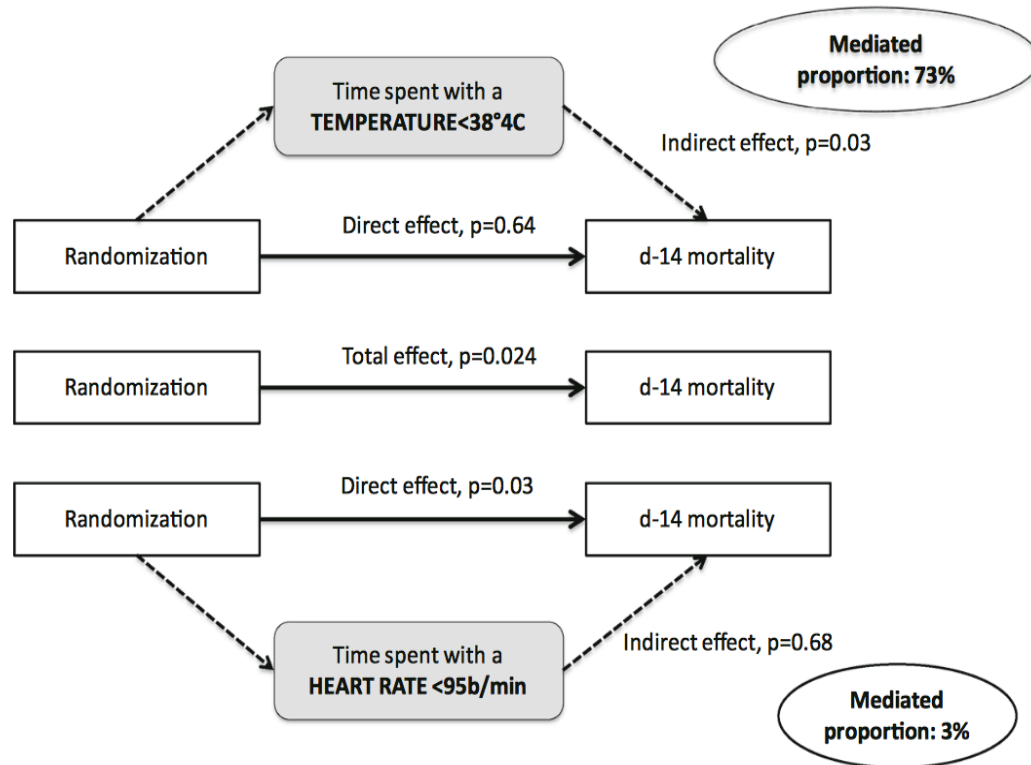 Mediated
proportion: 73%
Time spent with a
TEMPERATURE<38°4C
Indirect effect, p=0.03
Direct effect, p=0.64
Randomization
d-14 mortality
Total effect, p=0.024
Randomization
d-14 mortality
Direct effect, p=0.03
Randomization
d-14 mortality
Indirect effect, p=0.68
Time spent with a
HEART RATE <95b/min
Mediated
proportion: 3%